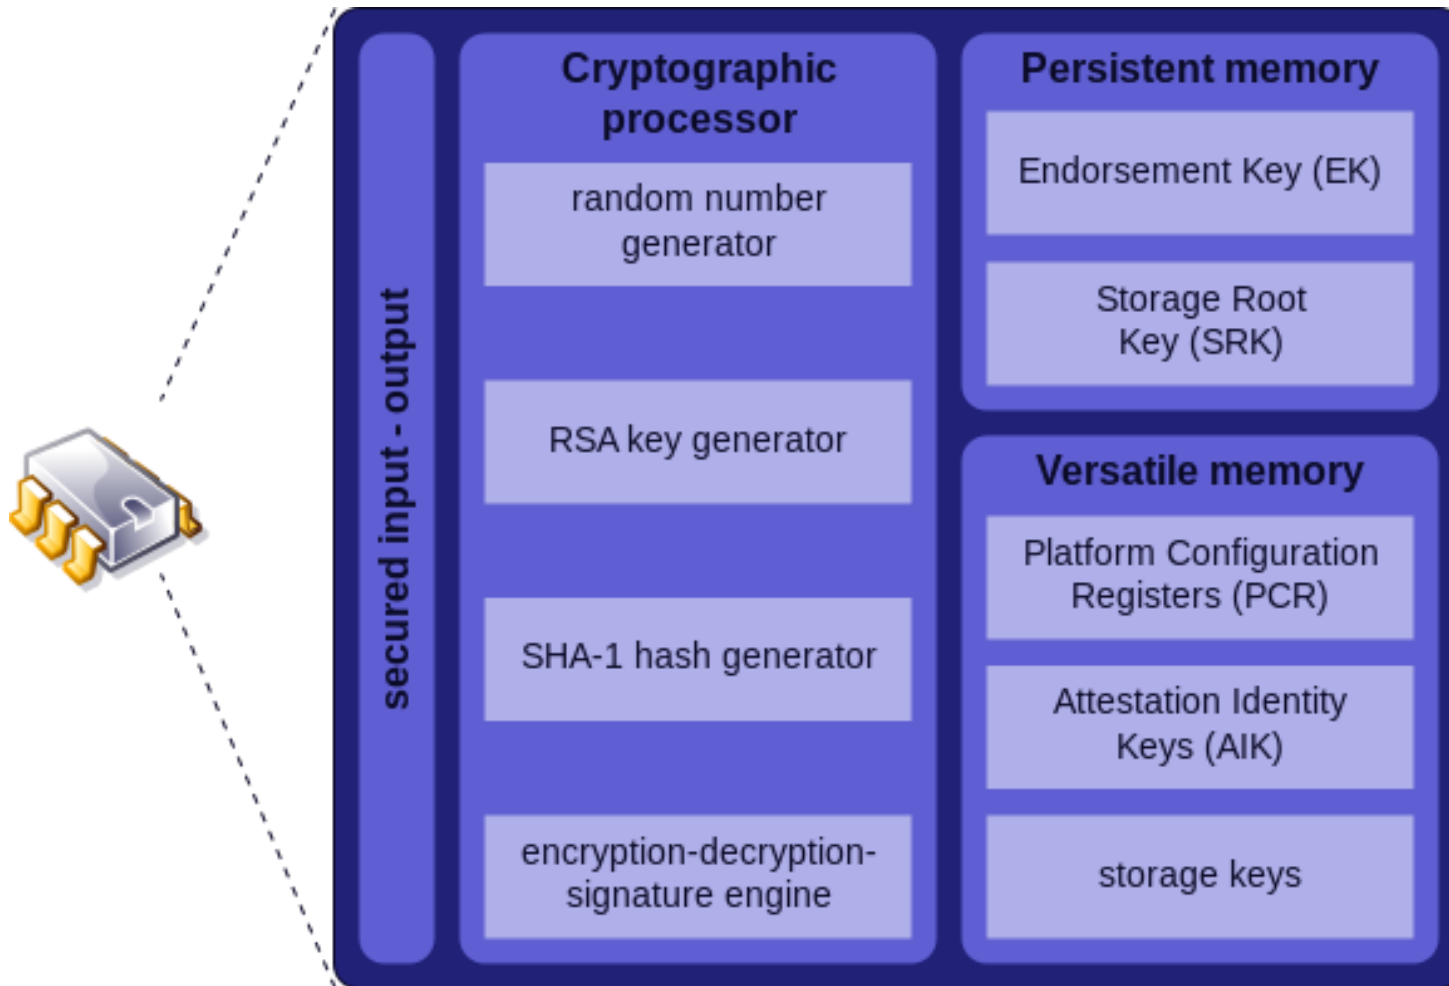 secured input - output
Cryptographic
processor
random number
generator
RSA key generator
SHA-1 hash generator
encryption-decryption-
signature engine
Persistent memory
Endorsement Key (EK)
Storage Root
Key (SRK)
Versatile memory
Platform Configuration
Registers (PCR)
Attestation Identity
Keys (AIK)
storage keys